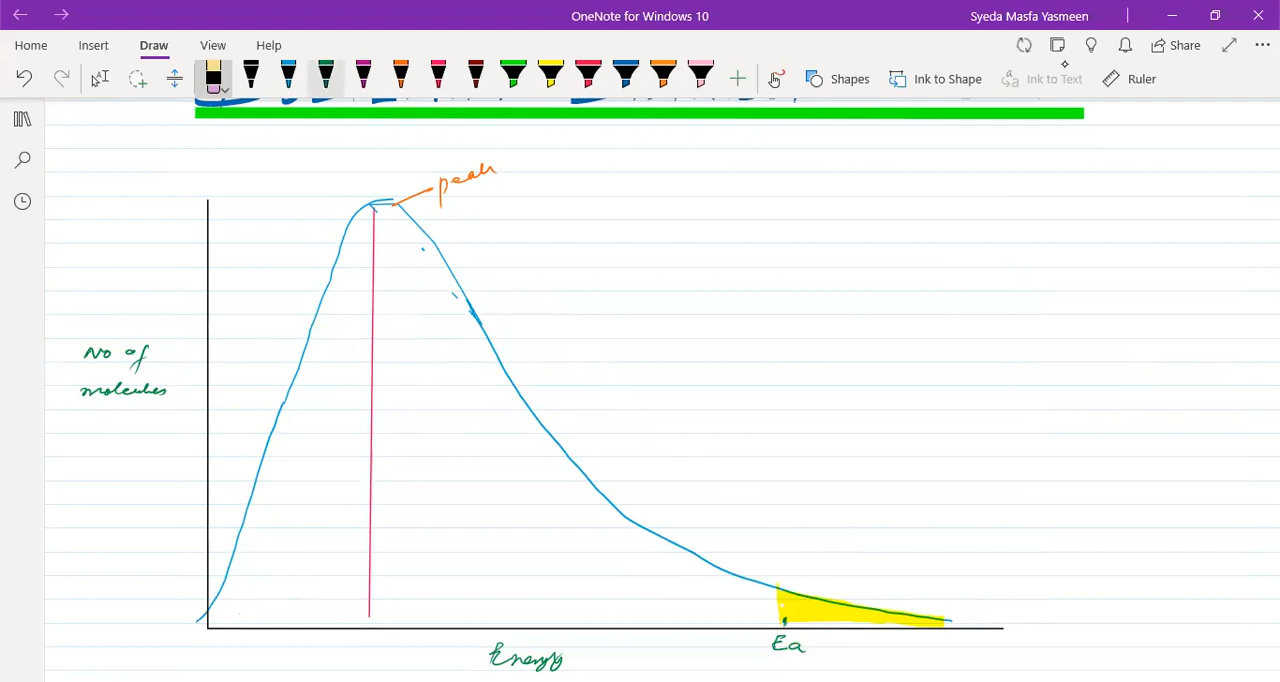 OneNote for Windows 10
Syeda Masfa Yasmeen
Home Insert Draw View Help
Share
Shapes Ink to Shape Ink to Text Ruler
peak
No of
molecules
Ea
Energy